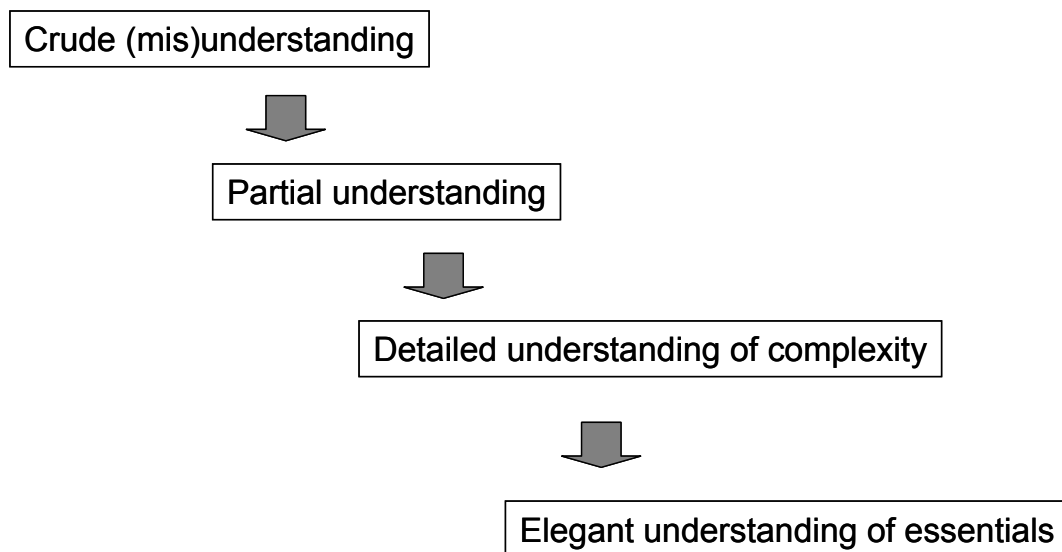 Crude (mis)understanding
Partial understanding
Detailed understanding of complexity
Elegant understanding of essentials